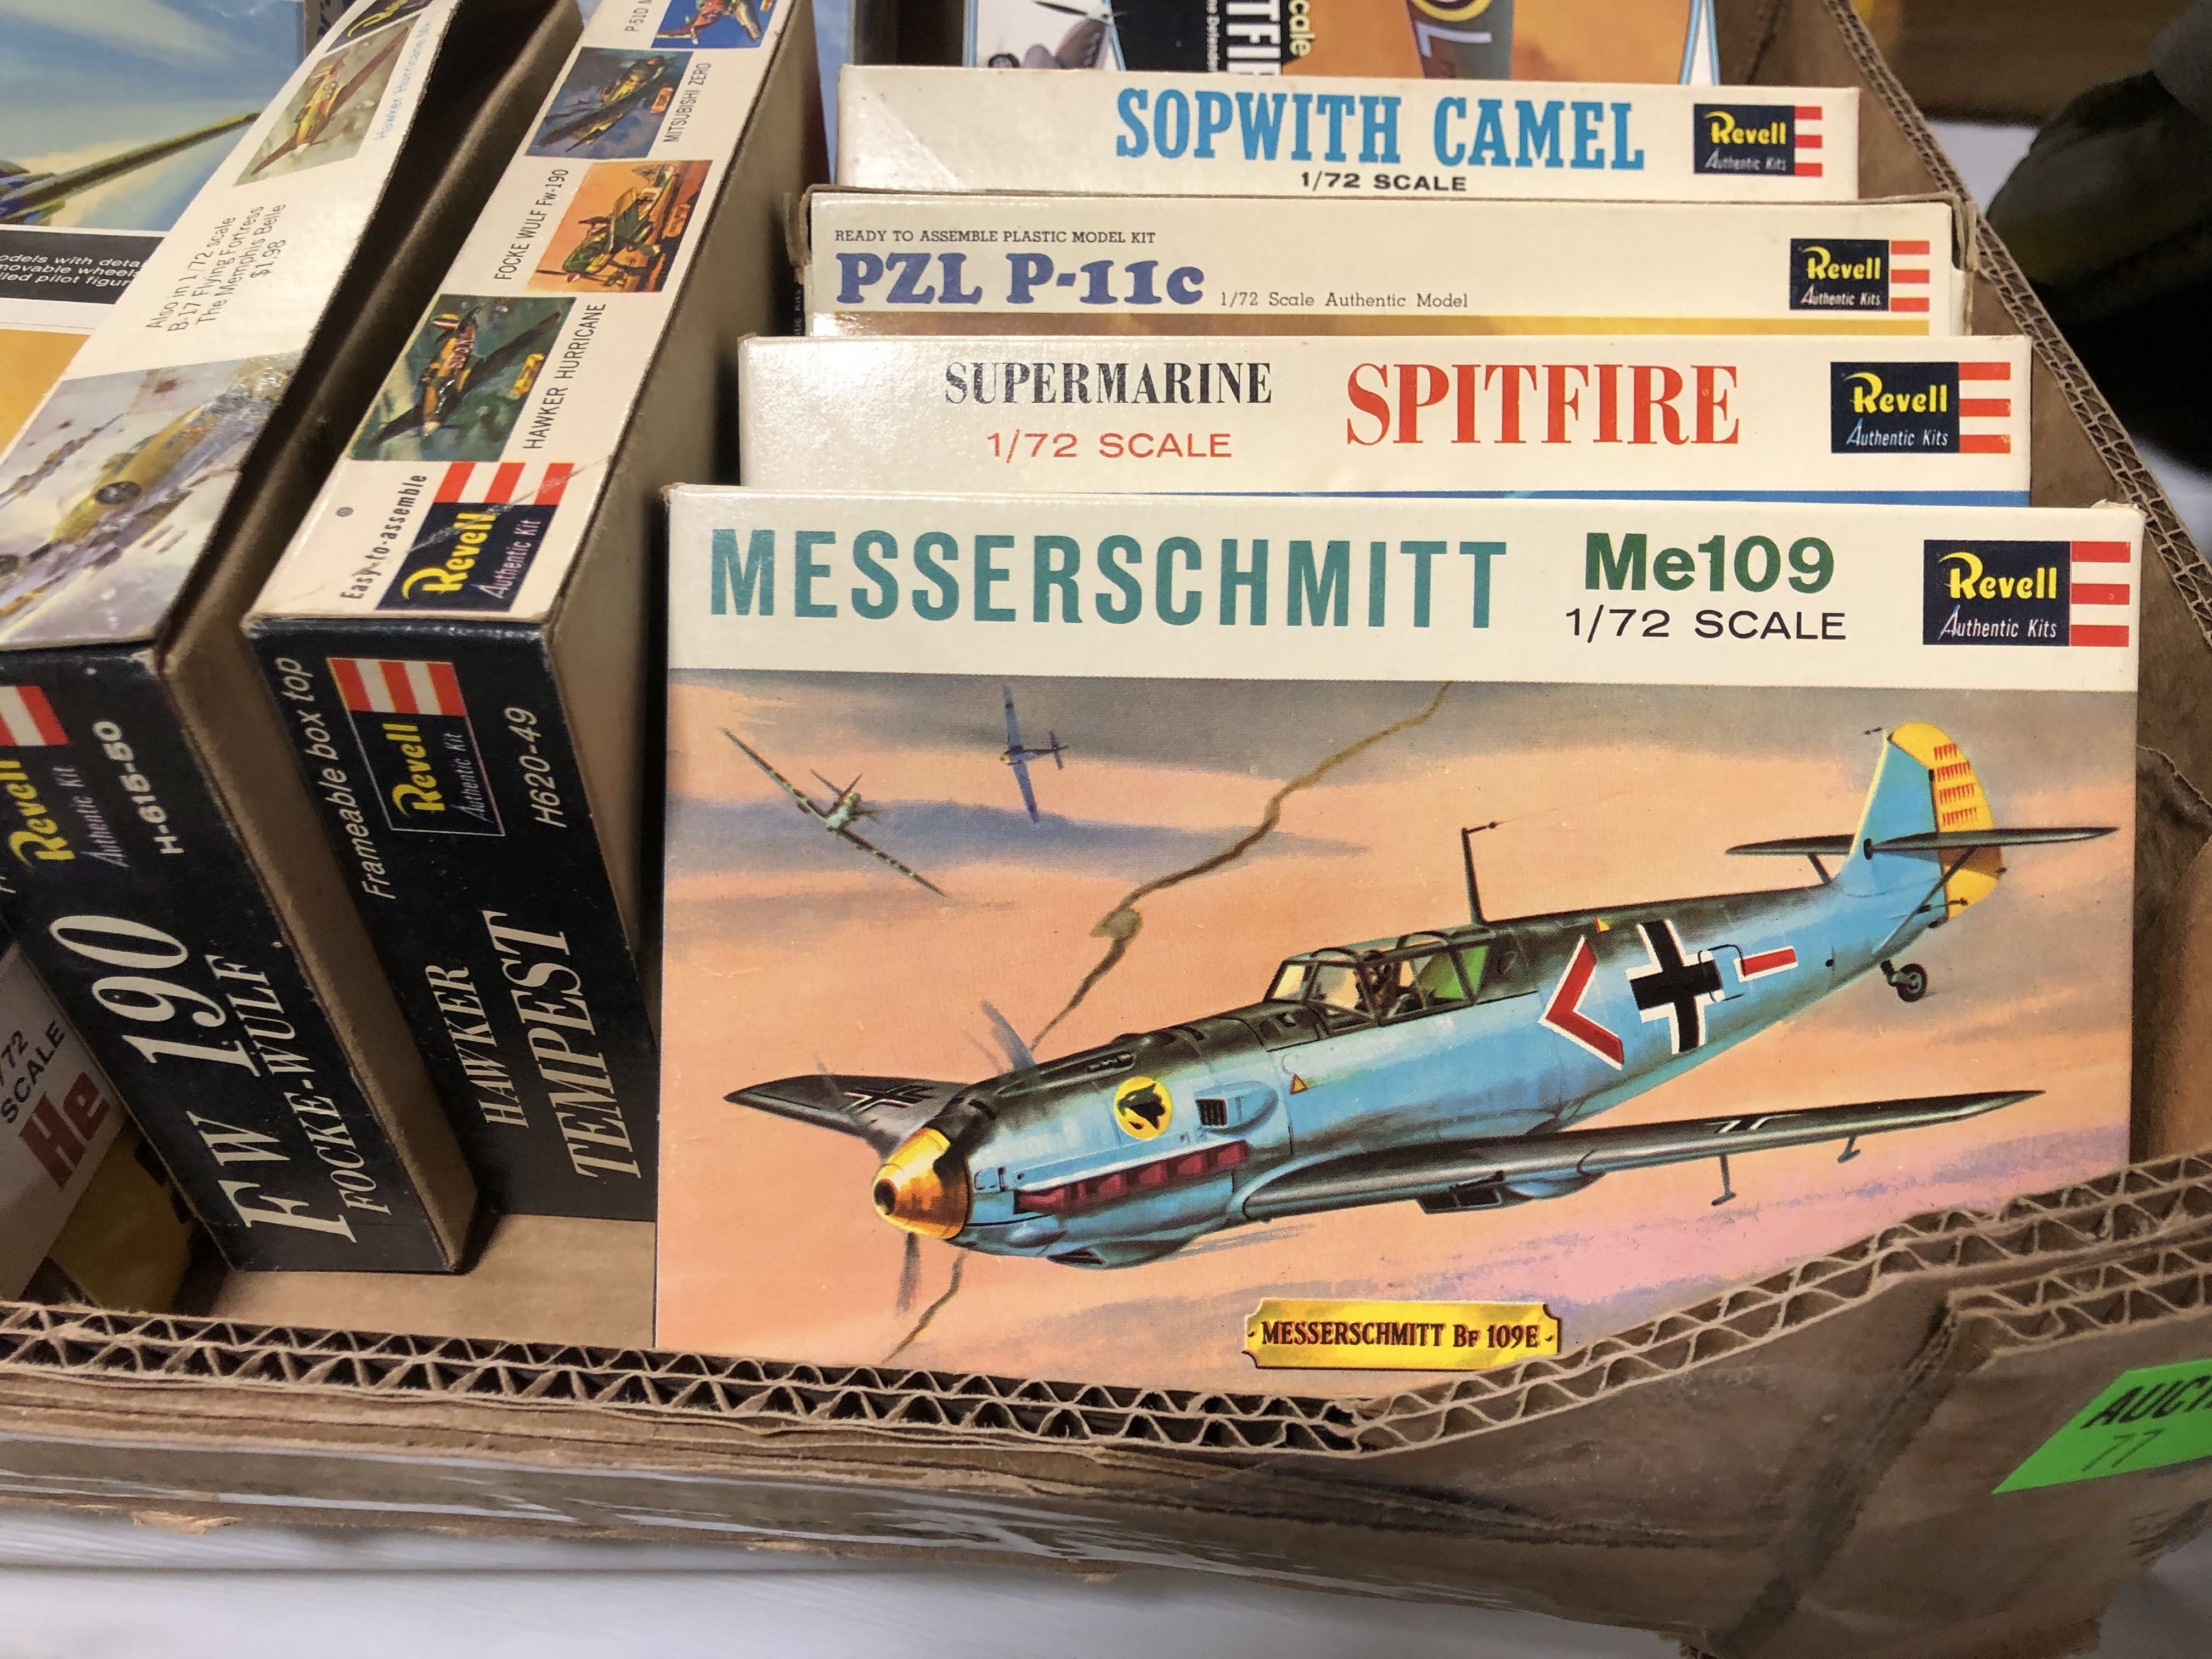 SOPWITH CAMEL
1/72 SCALE
Revell
Authentic Kits
READY TO ASSEMBLE PLASTIC MODEL KIT
PZL P-11c 1/72 Scale Authentic Model
Revell
Authentic Kits
SUPERMARINE SPITFIRE
1/72 SCALE
Revell
Authentic Kits
MESSERSCHMITT Me109
1/72 SCALE
Revell
Authentic Kits
MESSERSCHMITT BF 109E
Hawker Hurricane
Also in 1/72 scale
B-17 Flying Fortress
The Memphis Belle
$1.98
Revell
Authentic Kit
H-615-50
FW 190
FOCKE-WULF
P-51D
MITSUBISHI ZERO
FOCKE WULF FW-190
HAWKER HURRICANE
Easy-to-assemble
Revell
Authentic Kit
Frameable box top
Revell
Authentic Kit
H620-49
HAWKER
TEMPEST
SCALE
He
77